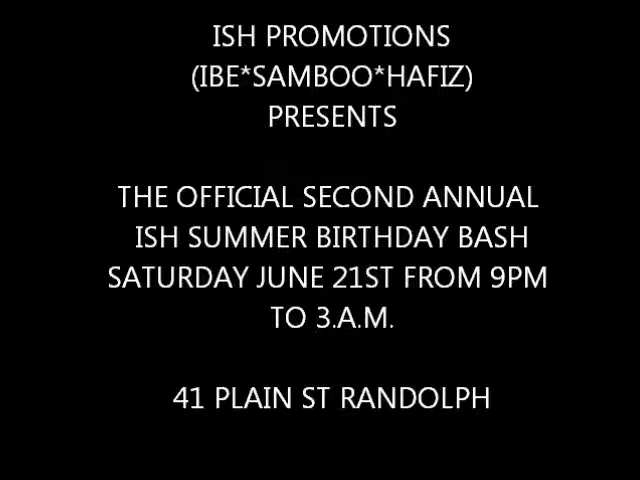 ISH PROMOTIONS
(IBE*SAMBOO*HAFIZ)
PRESENTS
THE OFFICIAL SECOND ANNUAL
ISH SUMMER BIRTHDAY BASH
SATURDAY JUNE 21ST FROM 9PM
TO 3.A.M.
41 PLAIN ST RANDOLPH